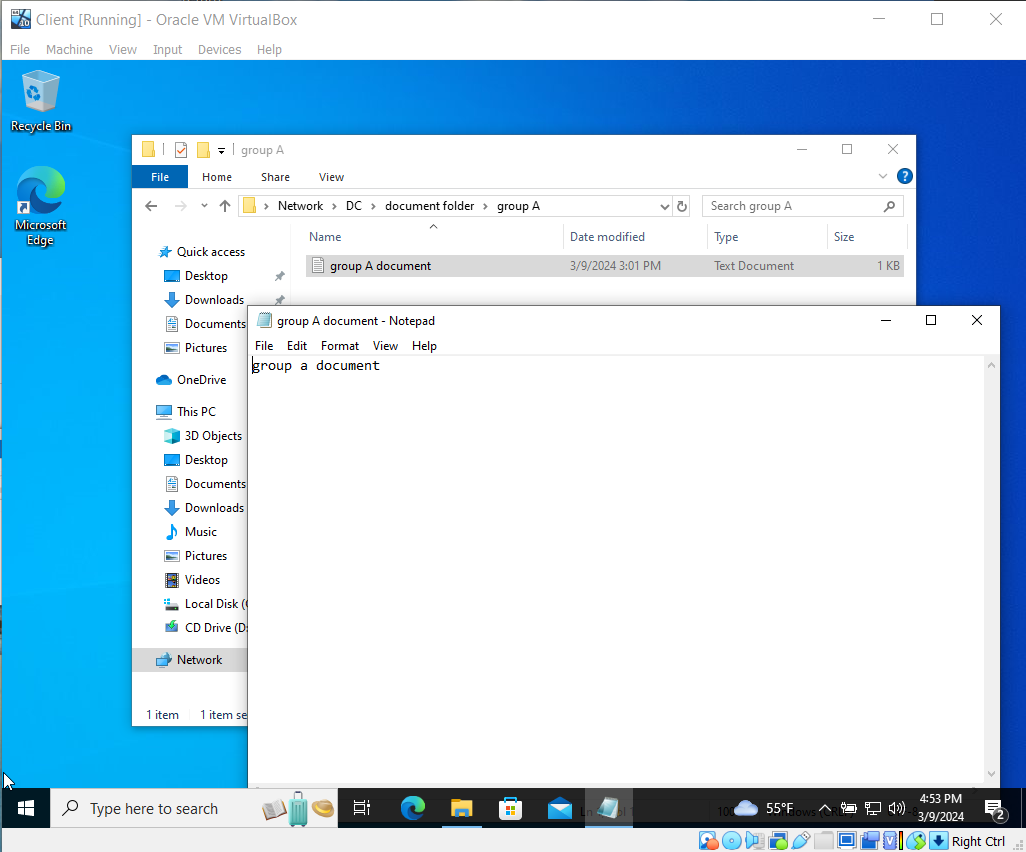 Client [Running] - Oracle VM VirtualBox
File Machine View Input Devices Help
Recycle Bin
Microsoft
Edge
group A
File Home Share View
Network > DC > document folder > group A
Search group A
Name Date modified Type Size
group A document 3/9/2024 3:01 PM Text Document 1 KB
Quick access
Desktop
Downloads
Documents
Pictures
OneDrive
This PC
3D Objects
Desktop
Documents
Downloads
Music
Pictures
Videos
Local Disk (
CD Drive (D:
Network
1 item 1 item se
group A document - Notepad
File Edit Format View Help
group a document
Type here to search
55°F
4:53 PM
3/9/2024
2
Right Ctrl